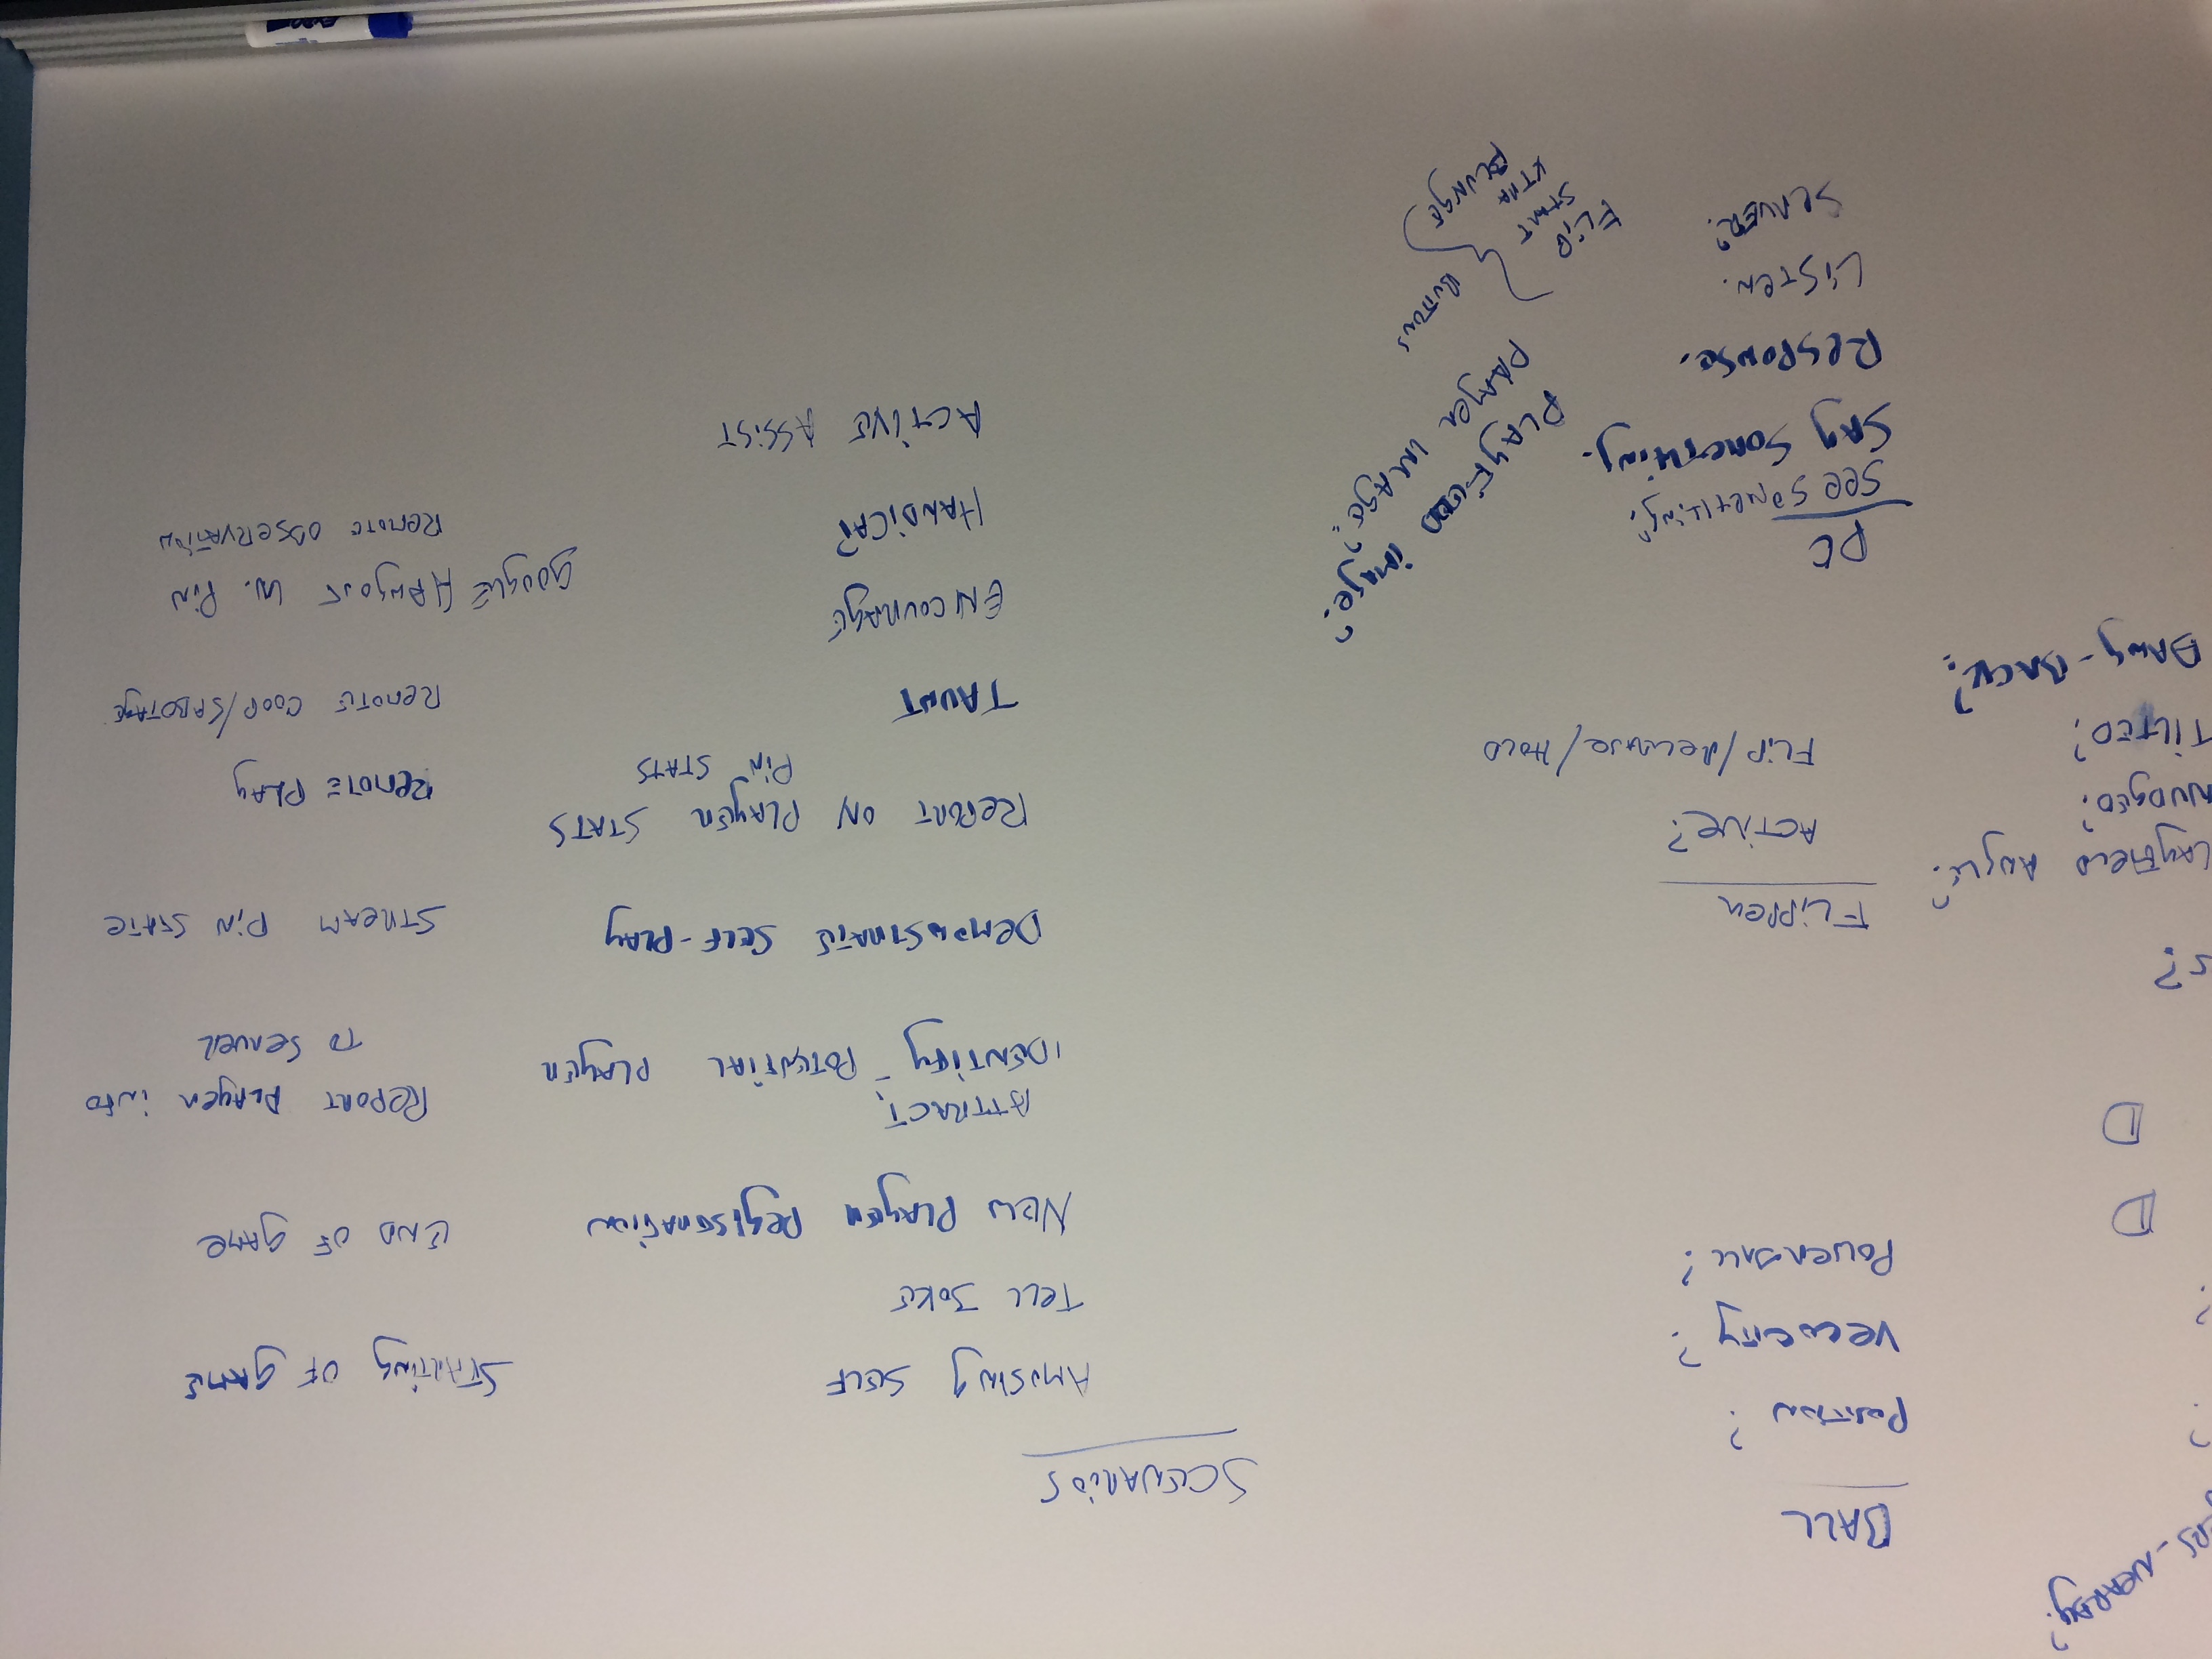 NEARBY?
?
?
D
D
s?
ANGLE?
NUDGED?
TILTED?
DANG-BACK?
BALL
POSITION?
VELOCITY?
POWERBALL?
FLIPPER
ACTIVE?
FLIP/RELEASE/HOLD
PC
SEE SOMETHING?
SAY SOMETHING.
RESPONSE.
LISTEN.
SERVER?
PLAYFIELD IMAGE?
PLAYER IMAGE?
FLIP
START
XTRA
PLUNGE
BUTTONS
SCENARIOS
AMUSING SELF
TELL JOKE
NEW PLAYER REGISTRATION
ATTRACT
IDENTIFY POTENTIAL PLAYER
DEMONSTRATE SELF-PLAY
REPORT ON PLAYER STATS
PIN STATS
TAUNT
ENCOURAGE
HANDICAP
ACTIVE ASSIST
STARTING OF GAME
END OF GAME
REPORT PLAYER INFO
TO SERVER
STREAM PIN STATE
REMOTE PLAY
REMOTE COOP/SABOTAGE
GOOGLE HANGOUT W. PIN
REMOTE OBSERVATION
EXPO